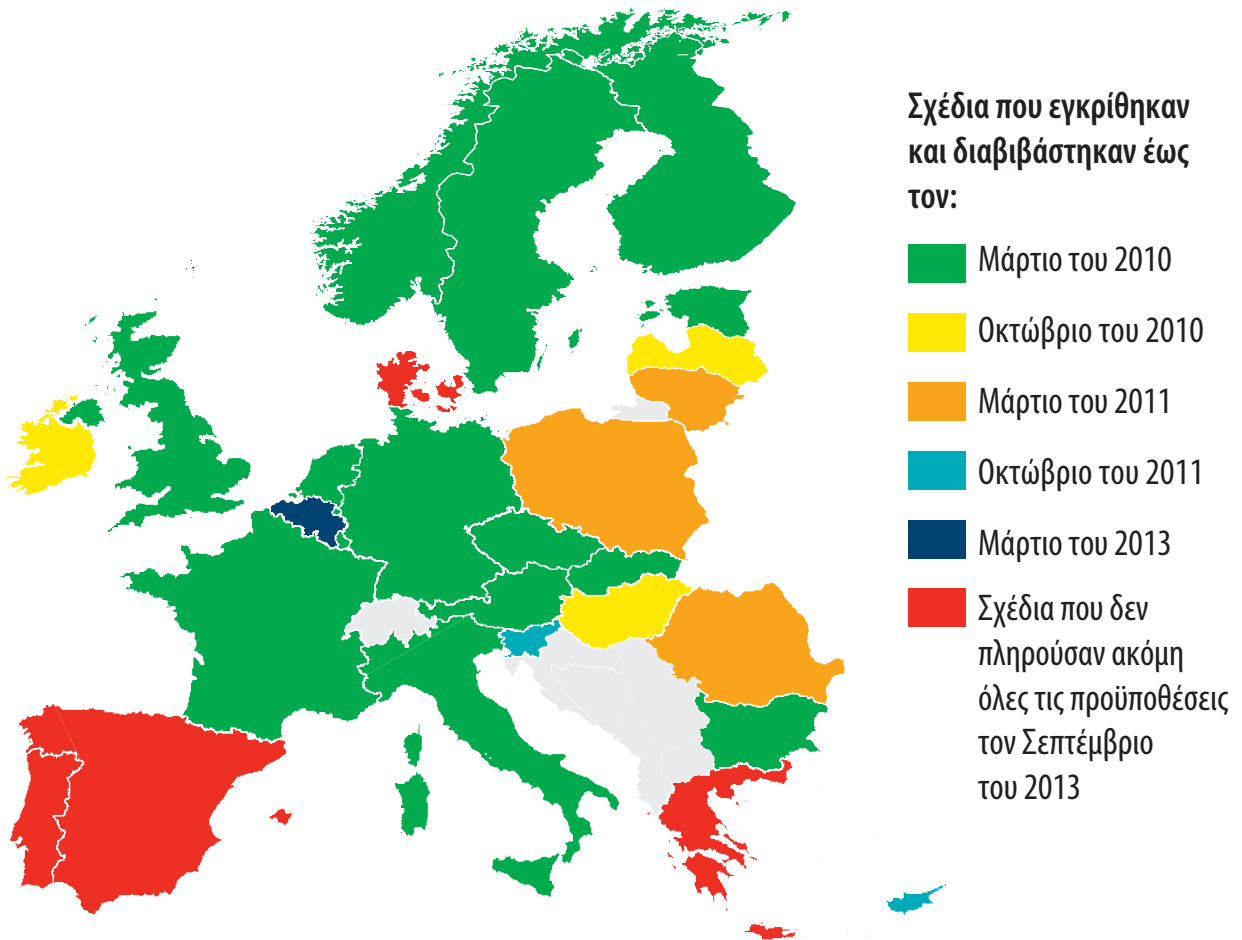 Σχέδια που εγκρίθηκαν
και διαβιβάστηκαν έως
τον:
Μάρτιο του 2010
Οκτώβριο του 2010
Μάρτιο του 2011
Οκτώβριο του 2011
Μάρτιο του 2013
Σχέδια που δεν
πληρούσαν ακόμη
όλες τις προϋποθέσεις
τον Σεπτέμβριο
του 2013